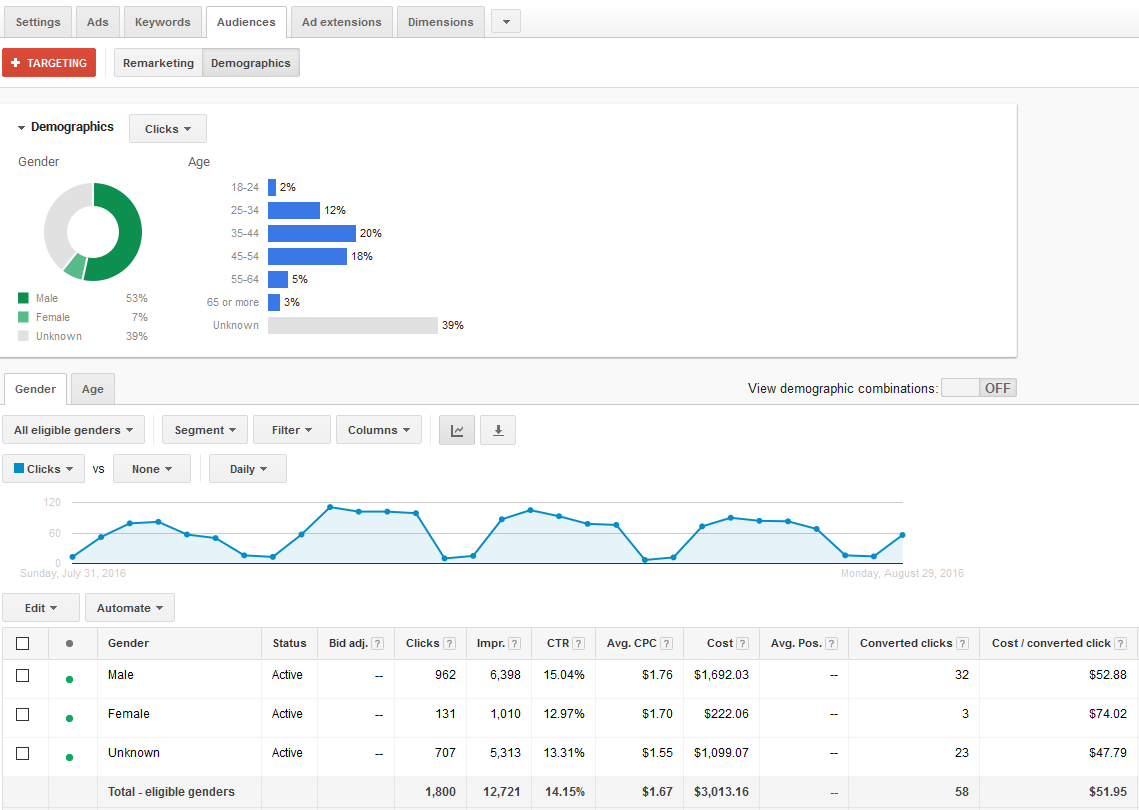 Settings Ads Keywords Audiences Ad extensions Dimensions
+ TARGETING Remarketing Demographics
Demographics Clicks
Gender Age
18-24 2%
25-34 12%
35-44 20%
45-54 18%
55-64 5%
65 or more 3%
Unknown 39%
Male 53%
Female 7%
Unknown 39%
Gender Age View demographic combinations: OFF
All eligible genders Segment Filter Columns
Clicks vs None Daily
120
60
0
Sunday, July 31, 2016 Monday, August 29, 2016
Edit Automate
Gender Status Bid adj. ? Clicks ? Impr. ? CTR ? Avg. CPC ? Cost ? Avg. Pos. ? Converted clicks ? Cost / converted click ?
Male Active -- 962 6,398 15.04% $1.76 $1,692.03 -- 32 $52.88
Female Active -- 131 1,010 12.97% $1.70 $222.06 -- 3 $74.02
Unknown Active -- 707 5,313 13.31% $1.55 $1,099.07 -- 23 $47.79
Total - eligible genders 1,800 12,721 14.15% $1.67 $3,013.16 -- 58 $51.95